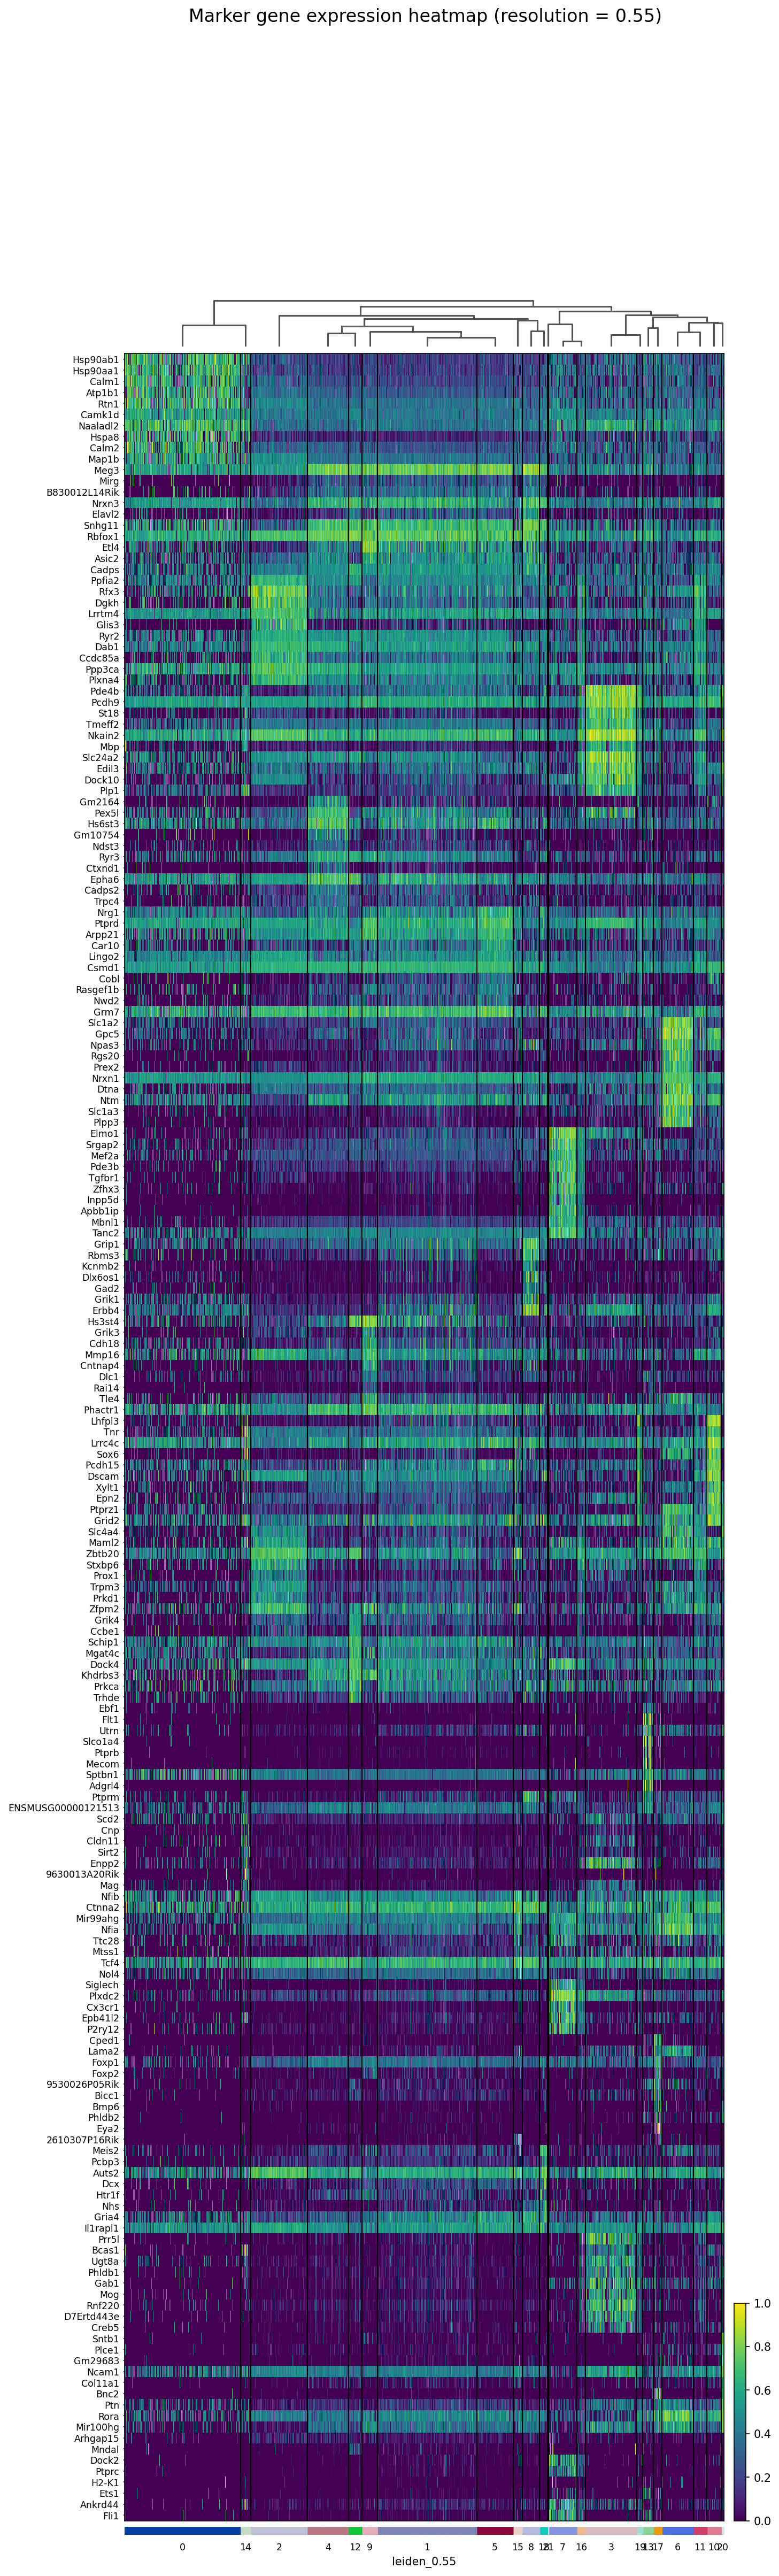 Marker gene expression heatmap (resolution = 0.55)
Hsp90ab1
Hsp90aa1
Calm1
Atp1b1
Rtn1
Camk1d
Naaladl2
Hspa8
Calm2
Map1b
Meg3
Mirg
B830012L14Rik
Nrxn3
Elavl2
Snhg11
Rbfox1
Etl4
Asic2
Cadps
Ppfia2
Rfx3
Dgkh
Lrrtm4
Glis3
Ryr2
Dab1
Ccdc85a
Ppp3ca
Plxna4
Pde4b
Pcdh9
St18
Tmeff2
Nkain2
Mbp
Slc24a2
Edil3
Dock10
Plp1
Gm2164
Pex5l
Hs6st3
Gm10754
Ndst3
Ryr3
Ctxnd1
Epha6
Cadps2
Trpc4
Nrg1
Ptprd
Arpp21
Car10
Lingo2
Csmd1
Cobl
Rasgef1b
Nwd2
Grm7
Slc1a2
Gpc5
Npas3
Rgs20
Prex2
Nrxn1
Dtna
Ntm
Slc1a3
Plpp3
Elmo1
Srgap2
Mef2a
Pde3b
Tgfbr1
Zfhx3
Inpp5d
Apbb1ip
Mbnl1
Tanc2
Grip1
Rbms3
Kcnmb2
Dlx6os1
Gad2
Grik1
Erbb4
Hs3st4
Grik3
Cdh18
Mmp16
Cntnap4
Dlc1
Rai14
Tle4
Phactr1
Lhfpl3
Tnr
Lrrc4c
Sox6
Pcdh15
Dscam
Xylt1
Epn2
Ptprz1
Grid2
Slc4a4
Maml2
Zbtb20
Stxbp6
Prox1
Trpm3
Prkd1
Zfpm2
Grik4
Ccbe1
Schip1
Mgat4c
Dock4
Khdrbs3
Prkca
Trhde
Ebf1
Flt1
Utrn
Slco1a4
Ptprb
Mecom
Sptbn1
Adgrl4
Ptprm
ENSMUSG00000121513
Scd2
Cnp
Cldn11
Sirt2
Enpp2
9630013A20Rik
Mag
Nfib
Ctnna2
Mir99ahg
Nfia
Ttc28
Mtss1
Tcf4
Nol4
Siglech
Plxdc2
Cx3cr1
Epb41l2
P2ry12
Cped1
Lama2
Foxp1
Foxp2
9530026P05Rik
Bicc1
Bmp6
Phldb2
Eya2
2610307P16Rik
Meis2
Pcbp3
Auts2
Dcx
Htr1f
Nhs
Gria4
Il1rapl1
Prr5l
Bcas1
Ugt8a
Phldb1
Gab1
Mog
Rnf220
D7Ertd443e
Creb5
Sntb1
Plce1
Gm29683
Ncam1
Col11a1
Bnc2
Ptn
Rora
Mir100hg
Arhgap15
Mndal
Dock2
Ptprc
H2-K1
Ets1
Ankrd44
Fli1
1.0
0.8
0.6
0.4
0.2
0.0
0 14 2 4 12 9 1 5 15 8 18 21 7 16 3 19 13 17 6 11 10 20
leiden_0.55